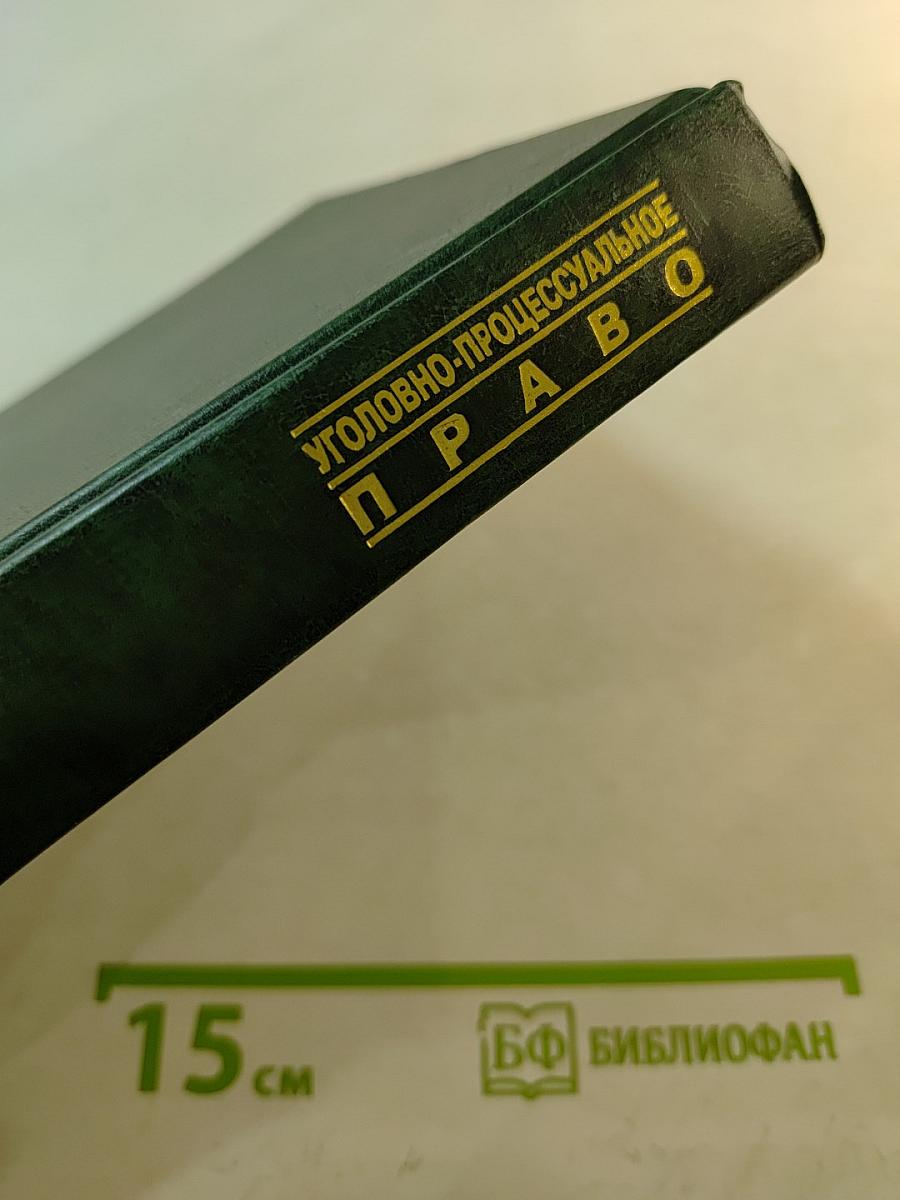 УГОЛОВНО-ПРОЦЕССУАЛЬНОЕ
ПРАВО
15 см
БФ БИБЛИОФАН